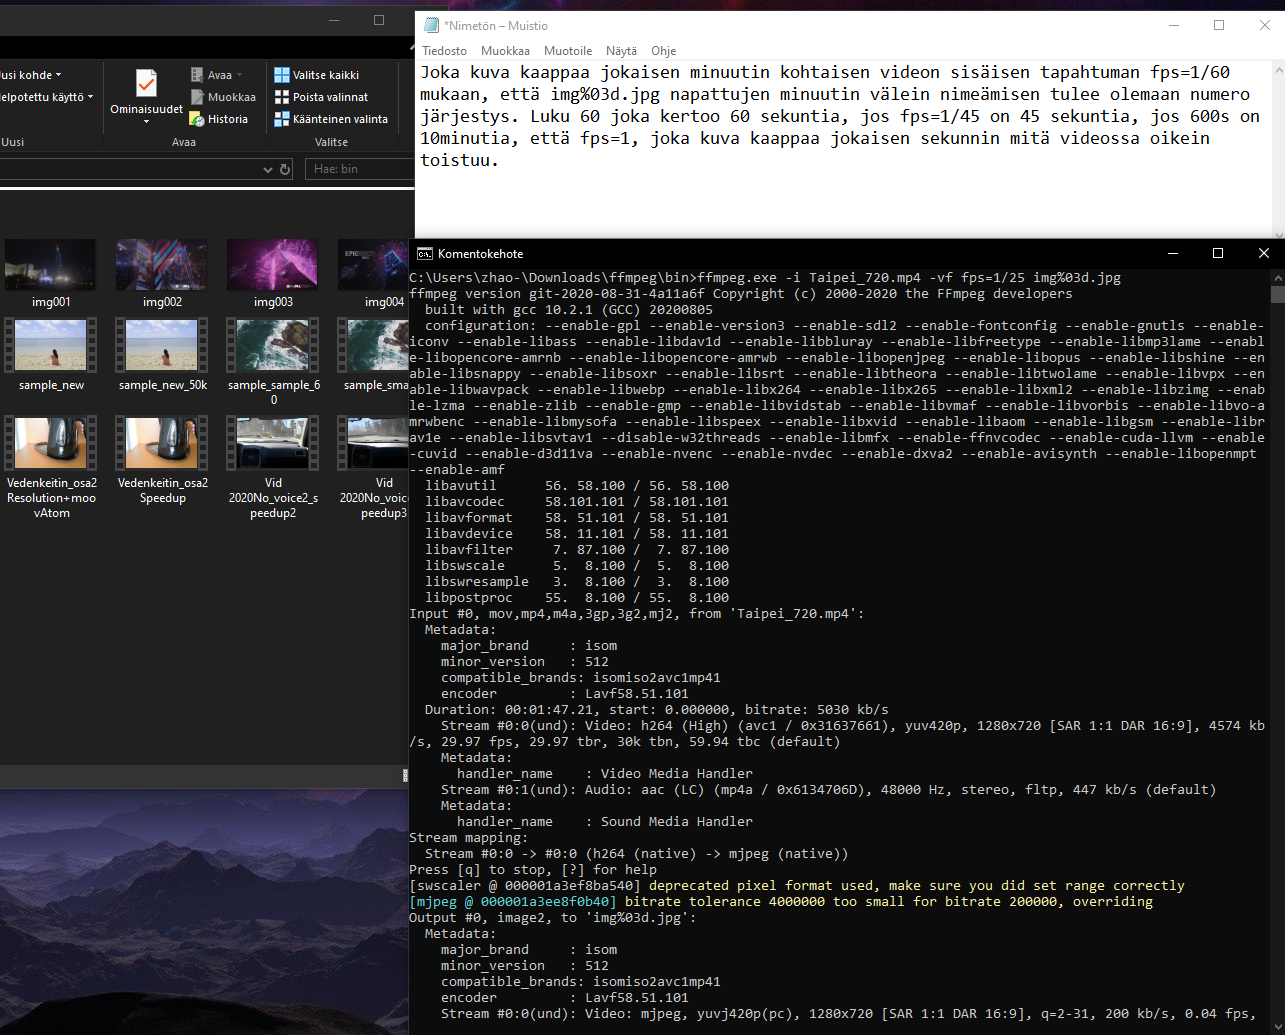 *Nimetön – Muistio
Tiedosto Muokkaa Muotoile Näytä Ohje
Joka kuva kaappaa jokaisen minuutin kohtaisen videon sisäisen tapahtuman fps=1/60
mukaan, että img%03d.jpg napattujen minuutin välein nimeämisen tulee olemaan numero
järjestys. Luku 60 joka kertoo 60 sekuntia, jos fps=1/45 on 45 sekuntia, jos 600s on
10minutia, että fps=1, joka kuva kaappaa jokaisen sekunnin mitä videossa oikein
toistuu.
usi kohde
elpotettu käyttö
Uusi
Ominaisuudet
Avaa
Muokkaa
Historia
Avaa
Valitse kaikki
Poista valinnat
Käänteinen valinta
Valitse
Hae: bin
EPIC
img001 img002 img003 img004
sample_new sample_new_50k sample_sample_6 sample_sma
0
Vedenkeitin_osa2 Vedenkeitin_osa2 Vid Vid
Resolution+moo Speedup 2020No_voice2_s 2020No_voic
vAtom peedup2 peedup3
Komentokehote
C:\Users\zhao-\Downloads\ffmpeg\bin>ffmpeg.exe -i Taipei_720.mp4 -vf fps=1/25 img%03d.jpg
ffmpeg version git-2020-08-31-4a11a6f Copyright (c) 2000-2020 the FFmpeg developers
built with gcc 10.2.1 (GCC) 20200805
configuration: --enable-gpl --enable-version3 --enable-sdl2 --enable-fontconfig --enable-gnutls --enable-
iconv --enable-libass --enable-libdav1d --enable-libbluray --enable-libfreetype --enable-libmp3lame --enabl
e-libopencore-amrnb --enable-libopencore-amrwb --enable-libopenjpeg --enable-libopus --enable-libshine --en
able-libsnappy --enable-libsoxr --enable-libsrt --enable-libtheora --enable-libtwolame --enable-libvpx --en
able-libwavpack --enable-libwebp --enable-libx264 --enable-libx265 --enable-libxml2 --enable-libzimg --enab
le-lzma --enable-zlib --enable-gmp --enable-libvidstab --enable-libvmaf --enable-libvorbis --enable-libvo-a
mrwbenc --enable-libmysofa --enable-libspeex --enable-libxvid --enable-libaom --enable-libgsm --enable-libr
av1e --enable-libsvtav1 --disable-w32threads --enable-libmfx --enable-ffnvcodec --enable-cuda-llvm --enable
-cuvid --enable-d3d11va --enable-nvenc --enable-nvdec --enable-dxva2 --enable-avisynth --enable-libopenmpt
--enable-amf
libavutil 56. 58.100 / 56. 58.100
libavcodec 58.101.101 / 58.101.101
libavformat 58. 51.101 / 58. 51.101
libavdevice 58. 11.101 / 58. 11.101
libavfilter 7. 87.100 / 7. 87.100
libswscale 5. 8.100 / 5. 8.100
libswresample 3. 8.100 / 3. 8.100
libpostproc 55. 8.100 / 55. 8.100
Input #0, mov,mp4,m4a,3gp,3g2,mj2, from 'Taipei_720.mp4':
Metadata:
major_brand : isom
minor_version : 512
compatible_brands: isomiso2avc1mp41
encoder : Lavf58.51.101
Duration: 00:01:47.21, start: 0.000000, bitrate: 5030 kb/s
Stream #0:0(und): Video: h264 (High) (avc1 / 0x31637661), yuv420p, 1280x720 [SAR 1:1 DAR 16:9], 4574 kb
/s, 29.97 fps, 29.97 tbr, 30k tbn, 59.94 tbc (default)
Metadata:
handler_name : Video Media Handler
Stream #0:1(und): Audio: aac (LC) (mp4a / 0x6134706D), 48000 Hz, stereo, fltp, 447 kb/s (default)
Metadata:
handler_name : Sound Media Handler
Stream mapping:
Stream #0:0 -> #0:0 (h264 (native) -> mjpeg (native))
Press [q] to stop, [?] for help
[swscaler @ 000001a3ef8ba540] deprecated pixel format used, make sure you did set range correctly
[mjpeg @ 000001a3ee8f0b40] bitrate tolerance 4000000 too small for bitrate 200000, overriding
Output #0, image2, to 'img%03d.jpg':
Metadata:
major_brand : isom
minor_version : 512
compatible_brands: isomiso2avc1mp41
encoder : Lavf58.51.101
Stream #0:0(und): Video: mjpeg, yuvj420p(pc), 1280x720 [SAR 1:1 DAR 16:9], q=2-31, 200 kb/s, 0.04 fps,